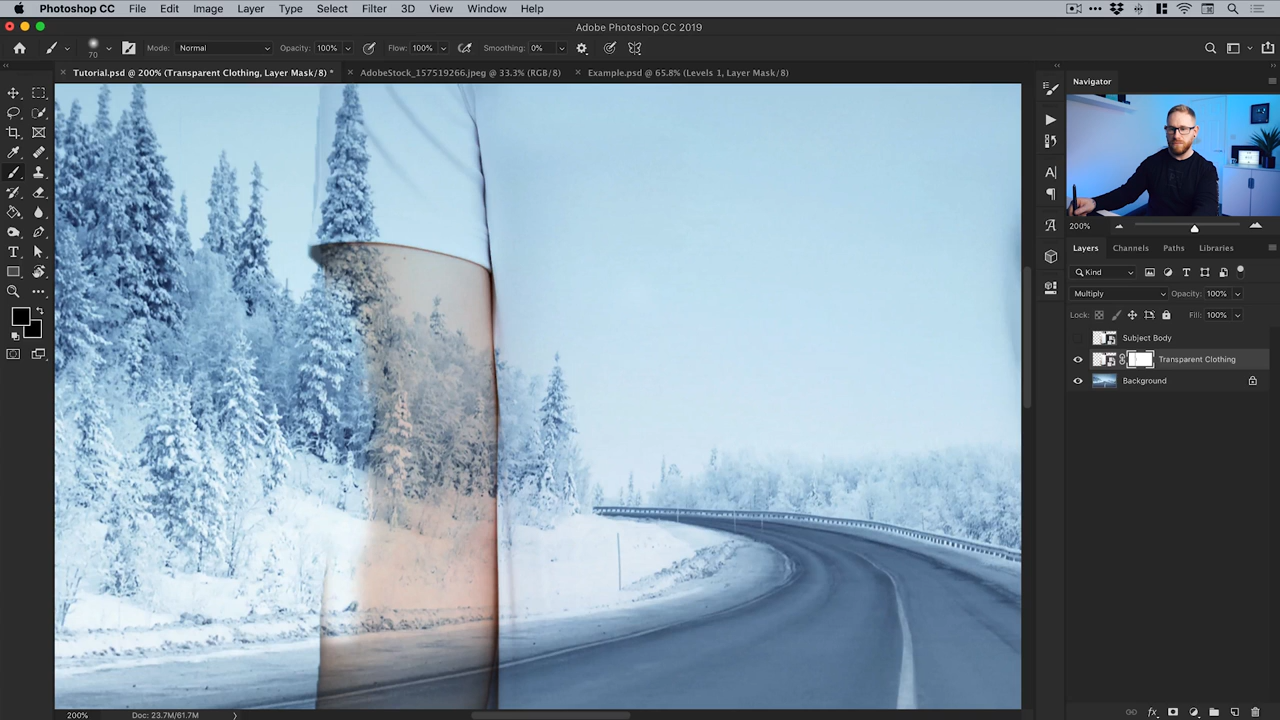 Photoshop CC File Edit Image Layer Type Select Filter 3D View Window Help
Adobe Photoshop CC 2019
70 Mode: Normal Opacity: 100% Flow: 100% Smoothing: 0%
Tutorial.psd @ 200% (Transparent Clothing, Layer Mask/8) * AdobeStock_157519266.jpeg @ 33.3% (RGB/8) Example.psd @ 65.8% (Levels 1, Layer Mask/8)
Navigator
200%
Layers Channels Paths Libraries
Kind
Multiply Opacity: 100%
Lock: Fill: 100%
Subject Body
Transparent Clothing
Background
200% Doc: 23.7M/61.7M